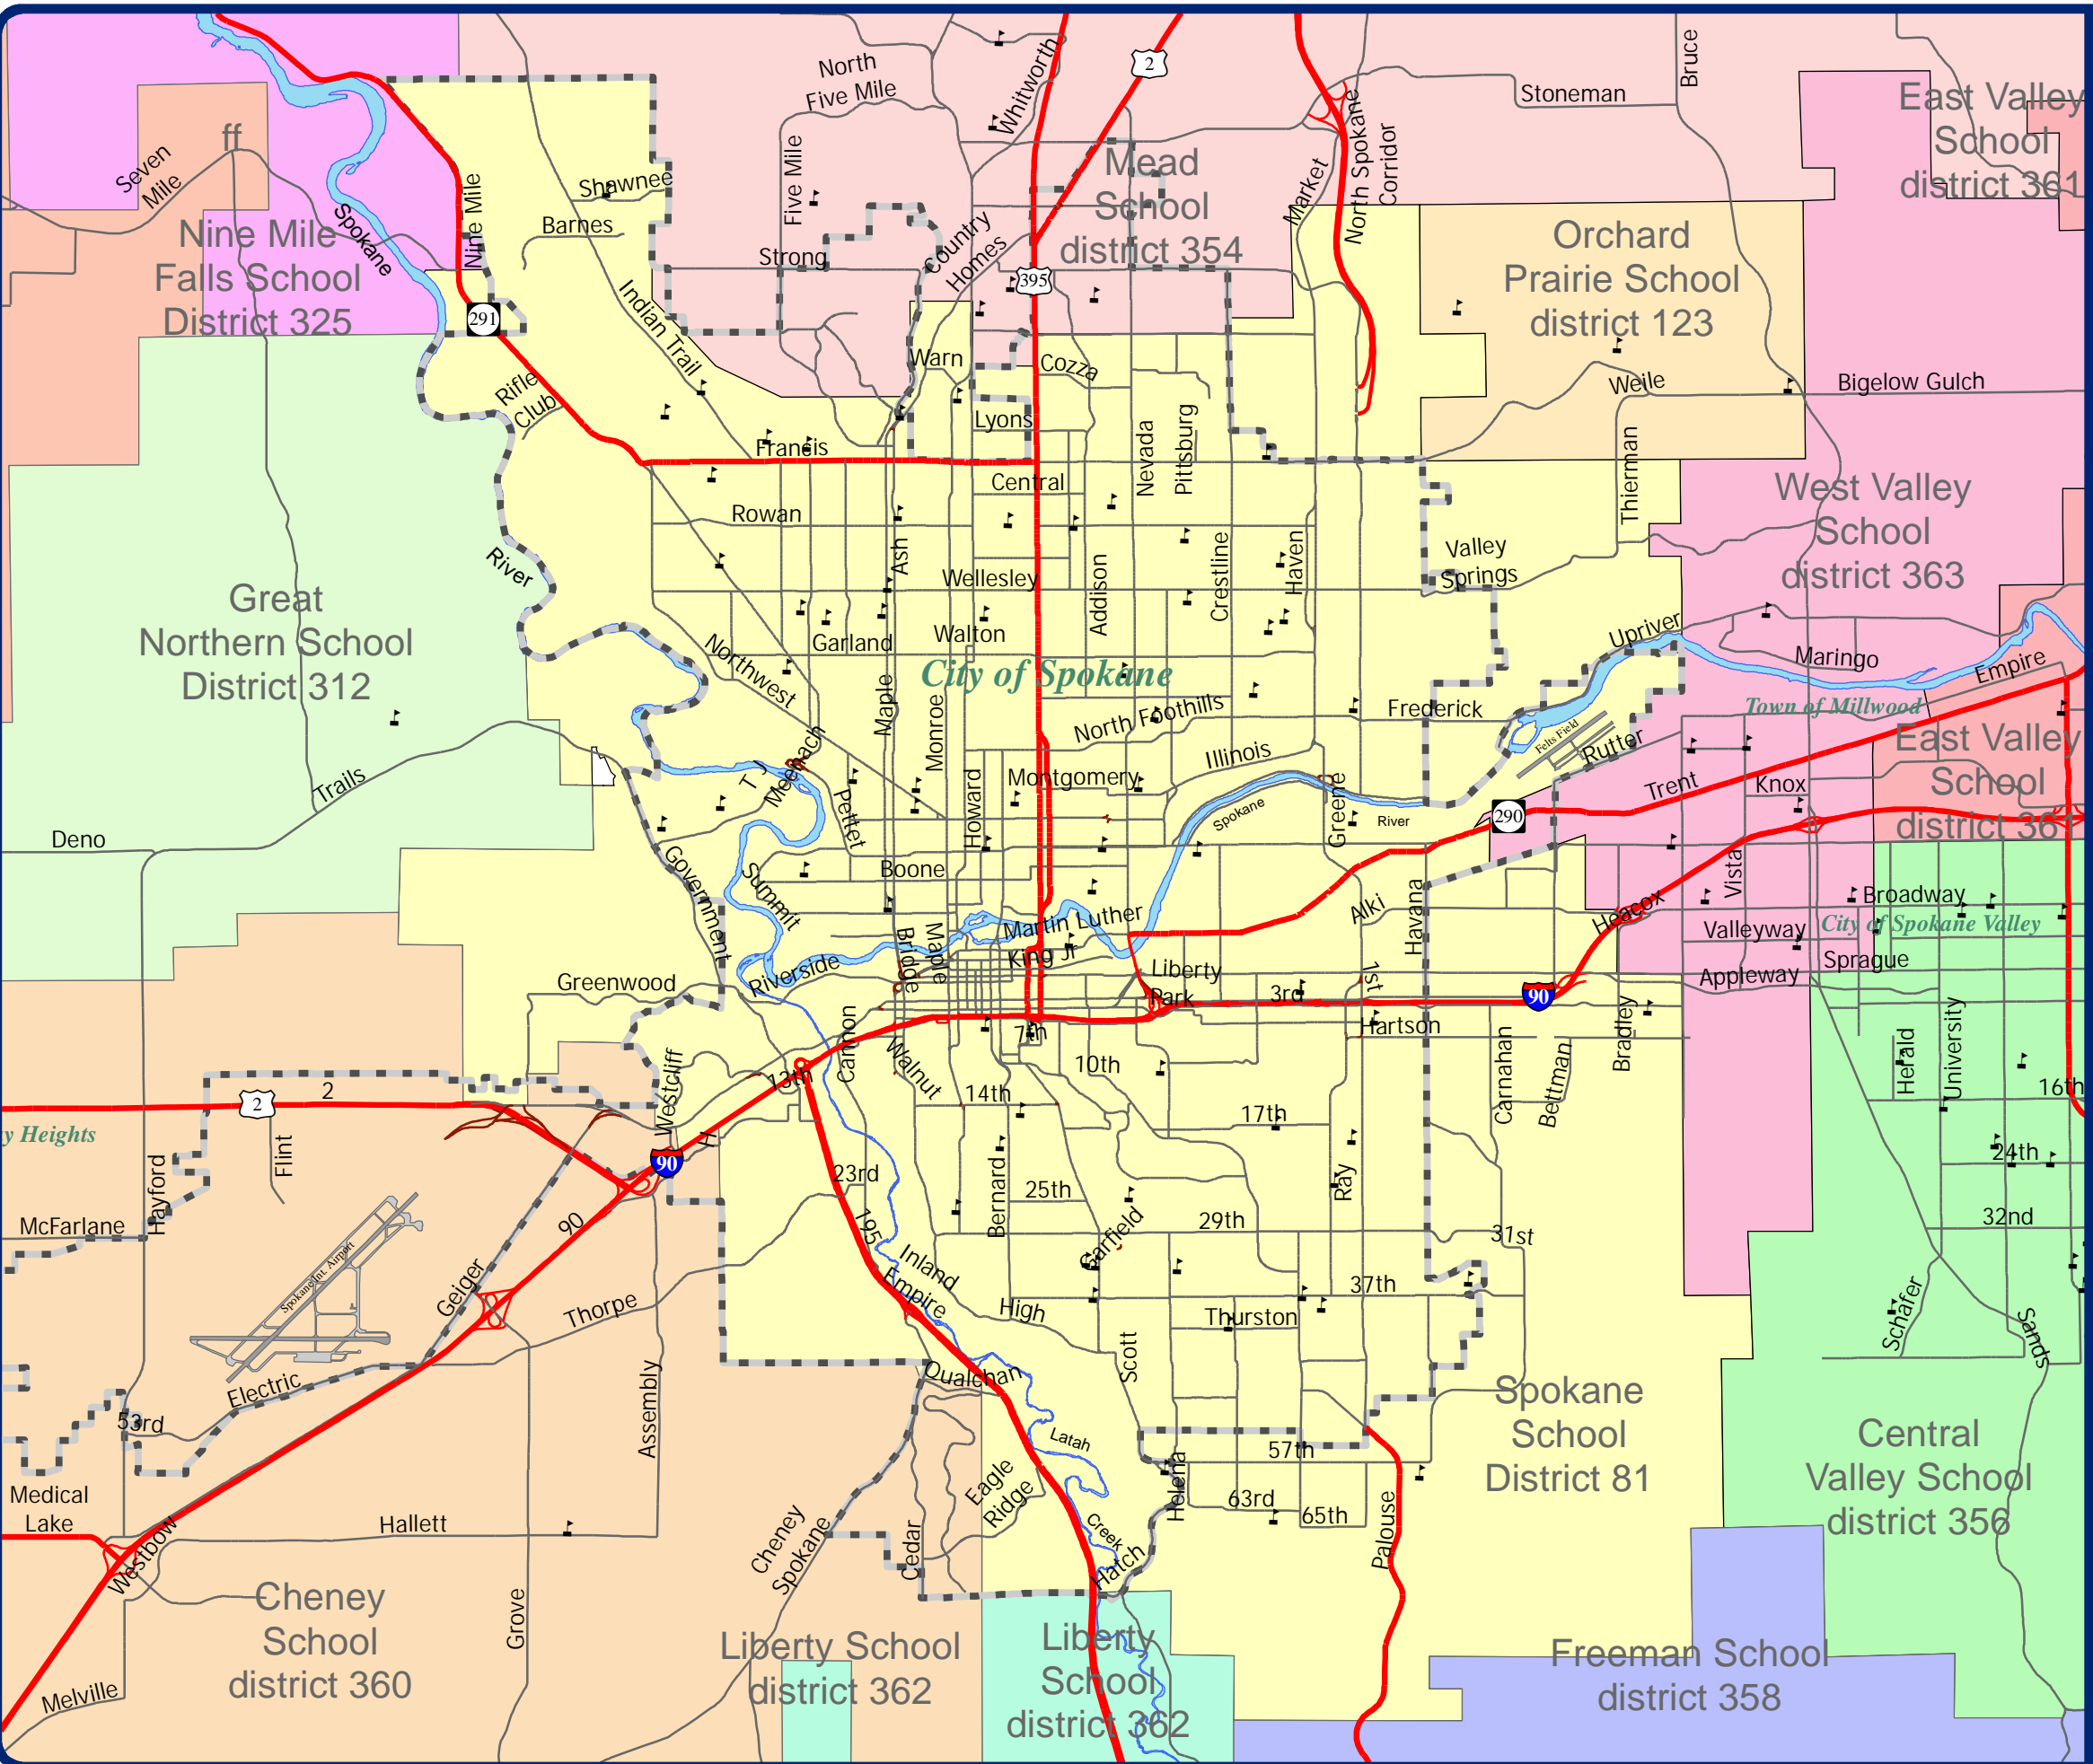 North
Five Mile
Whitworth
2
Bruce
Stoneman
East Valley
School
district 361
ff
Seven
Mile
Mead
School
district 354
North Spokane
Corridor
Market
Shawnee
Barnes
Five Mile
Strong
Country
Homes
Nine Mile
Falls School
District 325
Spokane
Nine Mile
291
395
Orchard
Prairie School
district 123
Indian Trail
Warn
Cozza
Weile
Bigelow Gulch
Rifle
Club
Lyons
Francis
Nevada
Pittsburg
Thierman
Central
Rowan
Ash
West Valley
School
district 363
River
Wellesley
Addison
Crestline
Haven
Valley
Springs
Great
Northern School
District 312
Northwest
Garland
Walton
Upriver
Maringo
Empire
City of Spokane
Maple
Monroe
North Foothills
Frederick
Town of Millwood
Felts Field
Rutter
East Valley
School
district 361
T J
Meenach
Pettet
Howard
Montgomery
Illinois
Greene
Spokane
River
290
Trent
Knox
Trails
Deno
Government
Summit
Boone
Alki
Havana
Vista
Heacox
Broadway
City of Spokane Valley
Valleyway
Sprague
Appleway
Martin Luther
King Jr
Bridge
Maple
Riverside
Greenwood
Liberty
Park
3rd
1st
90
Hartson
7th
Cannon
Walnut
10th
13th
14th
17th
Westcliff
Carnahan
Bettman
Bradley
Herald
University
16th
2
2
y Heights
Flint
Hayford
H
90
23rd
Bernard
25th
Ray
24th
McFarlane
90
195
Garfield
29th
31st
32nd
Spokane Int. Airport
Geiger
Inland
Empire
High
37th
Thorpe
Thurston
Scott
Schafer
Sands
Electric
53rd
Assembly
Qualchan
Latah
Spokane
School
District 81
57th
Central
Valley School
district 356
Medical
Lake
Westbow
Hallett
Eagle
Ridge
Helena
63rd
65th
Palouse
Cheney
Spokane
Cedar
Creek
Hatch
Cheney
School
district 360
Grove
Melville
Liberty School
district 362
Liberty
School
district 362
Freeman School
district 358